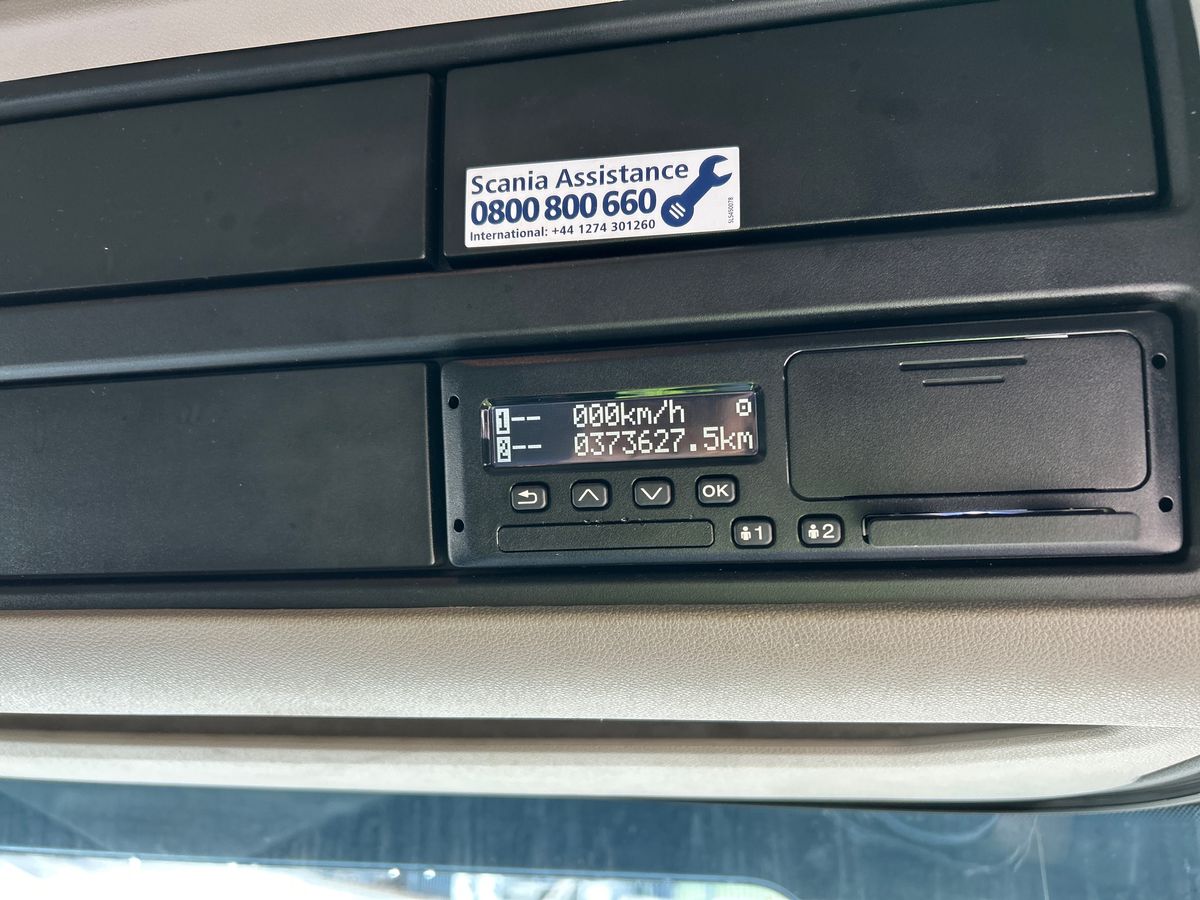 Scania Assistance
0800 800 660
International: +44 1274 301260
1-- 000km/h
2-- 0373627.5km
OK
1 2